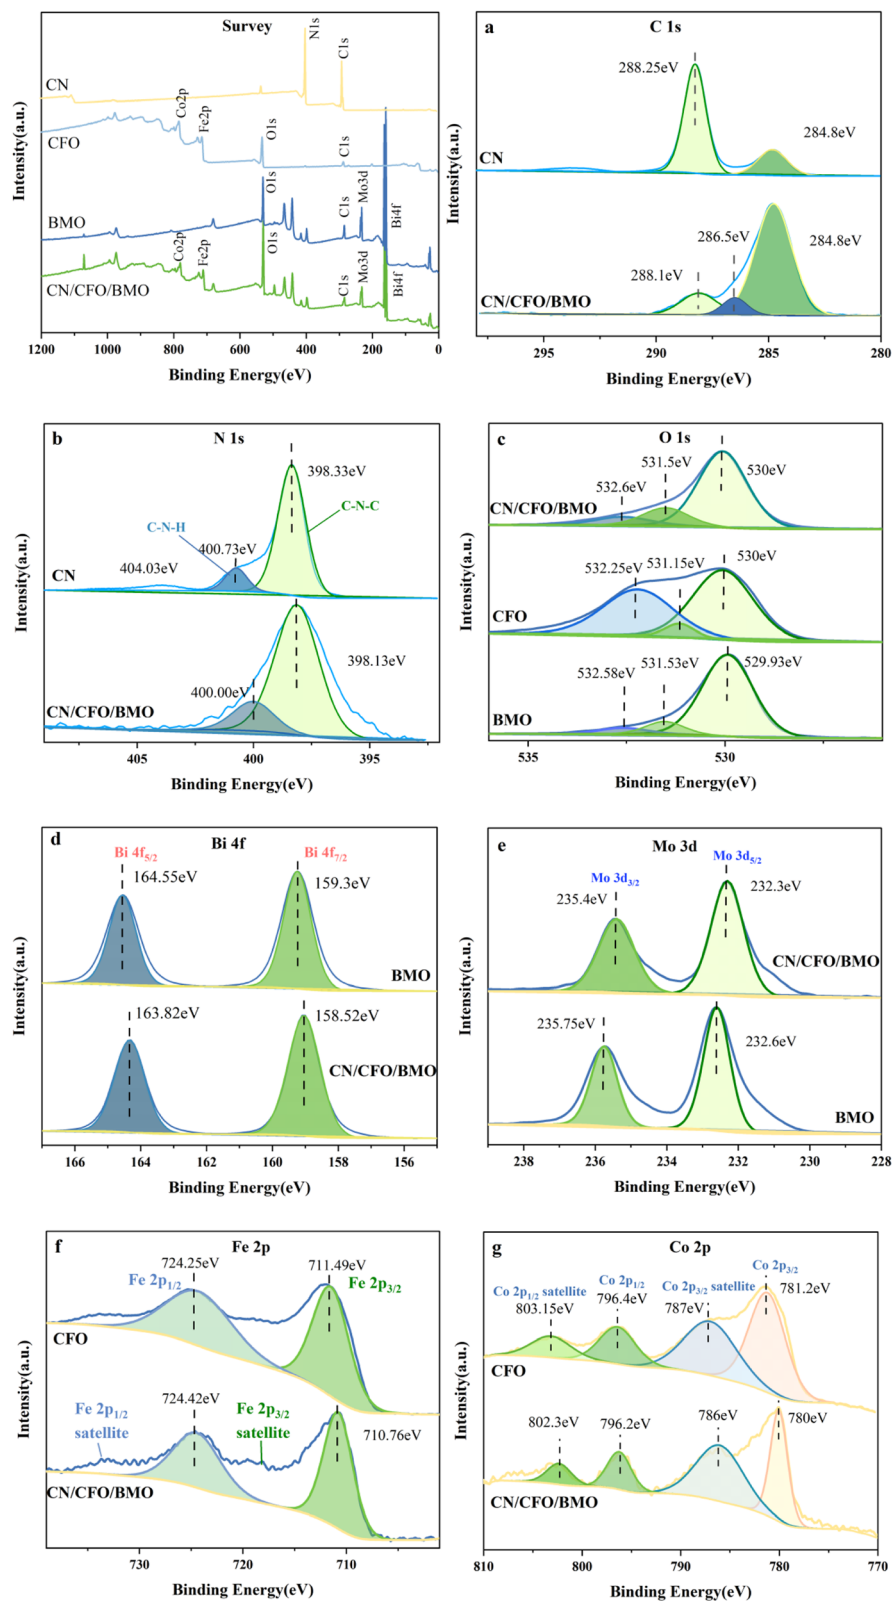 Survey
N1s
C1s
CN
Co2p
Fe2p
O1s
C1s
CFO
O1s
C1s
Mo3d
Bi4f
BMO
Co2p
Fe2p
O1s
C1s
Mo3d
Bi4f
CN/CFO/BMO
1200 1000 800 600 400 200 0
Binding Energy(eV)
Intensity(a.u.)
a
C 1s
288.25eV
284.8eV
CN
286.5eV
284.8eV
288.1eV
CN/CFO/BMO
295 290 285 280
Binding Energy(eV)
Intensity(a.u.)
b
N 1s
398.33eV
C-N-C
C-N-H
400.73eV
404.03eV
CN
398.13eV
400.00eV
CN/CFO/BMO
405 400 395
Binding Energy(eV)
Intensity(a.u.)
c
O 1s
531.5eV
530eV
532.6eV
CN/CFO/BMO
532.25eV
531.15eV
530eV
CFO
532.58eV
531.53eV
529.93eV
BMO
535 530
Binding Energy(eV)
Intensity(a.u.)
d
Bi 4f
Bi 4f5/2
Bi 4f7/2
164.55eV
159.3eV
BMO
163.82eV
158.52eV
CN/CFO/BMO
166 164 162 160 158 156
Binding Energy(eV)
Intensity(a.u.)
e
Mo 3d
Mo 3d5/2
Mo 3d3/2
235.4eV
232.3eV
CN/CFO/BMO
235.75eV
232.6eV
BMO
238 236 234 232 230 228
Binding Energy(eV)
Intensity(a.u.)
f
Fe 2p
724.25eV
711.49eV
Fe 2p1/2
Fe 2p3/2
CFO
724.42eV
Fe 2p1/2
satellite
Fe 2p3/2
satellite
710.76eV
CN/CFO/BMO
730 720 710
Binding Energy(eV)
Intensity(a.u.)
g
Co 2p
Co 2p3/2
Co 2p1/2 satellite
Co 2p1/2
Co 2p3/2 satellite
803.15eV
796.4eV
787eV
781.2eV
CFO
802.3eV
796.2eV
786eV
780eV
CN/CFO/BMO
810 800 790 780 770
Binding Energy(eV)
Intensity(a.u.)